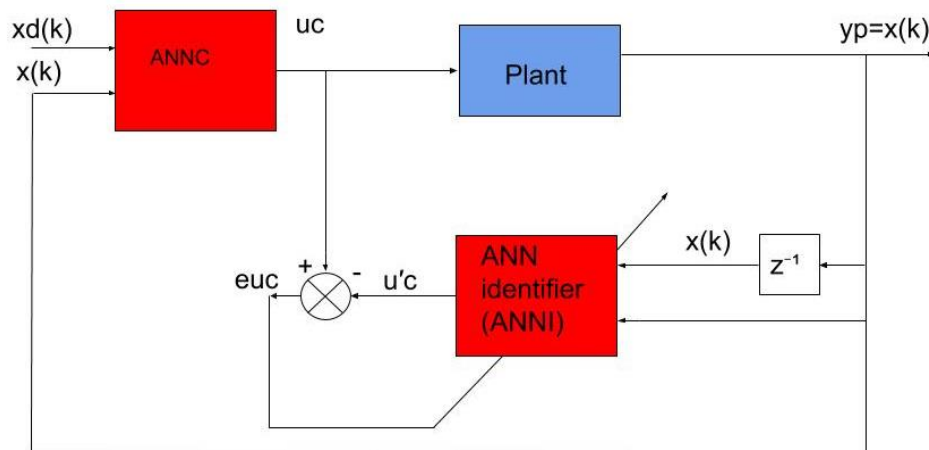 xd(k)
x(k)
ANNC
uc
Plant
yp=x(k)
+
-
euc
u'c
ANN
identifier
(ANNI)
x(k)
z⁻¹